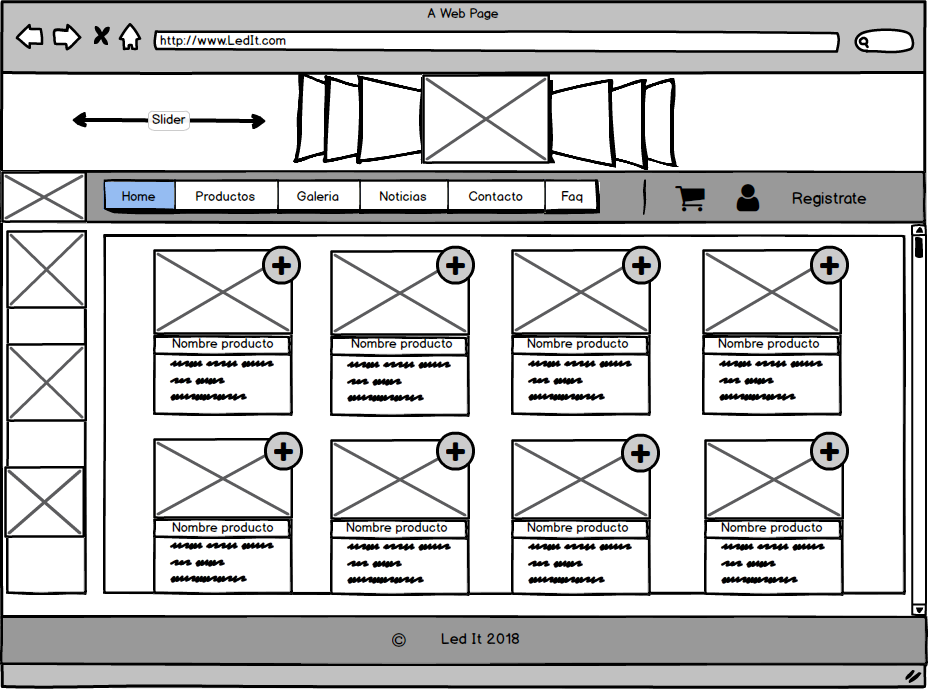 A Web Page
http://www.LedIt.com
Slider
Home Productos Galeria Noticias Contacto Faq Registrate
Nombre producto Nombre producto Nombre producto Nombre producto
Nombre producto Nombre producto Nombre producto Nombre producto
© Led It 2018